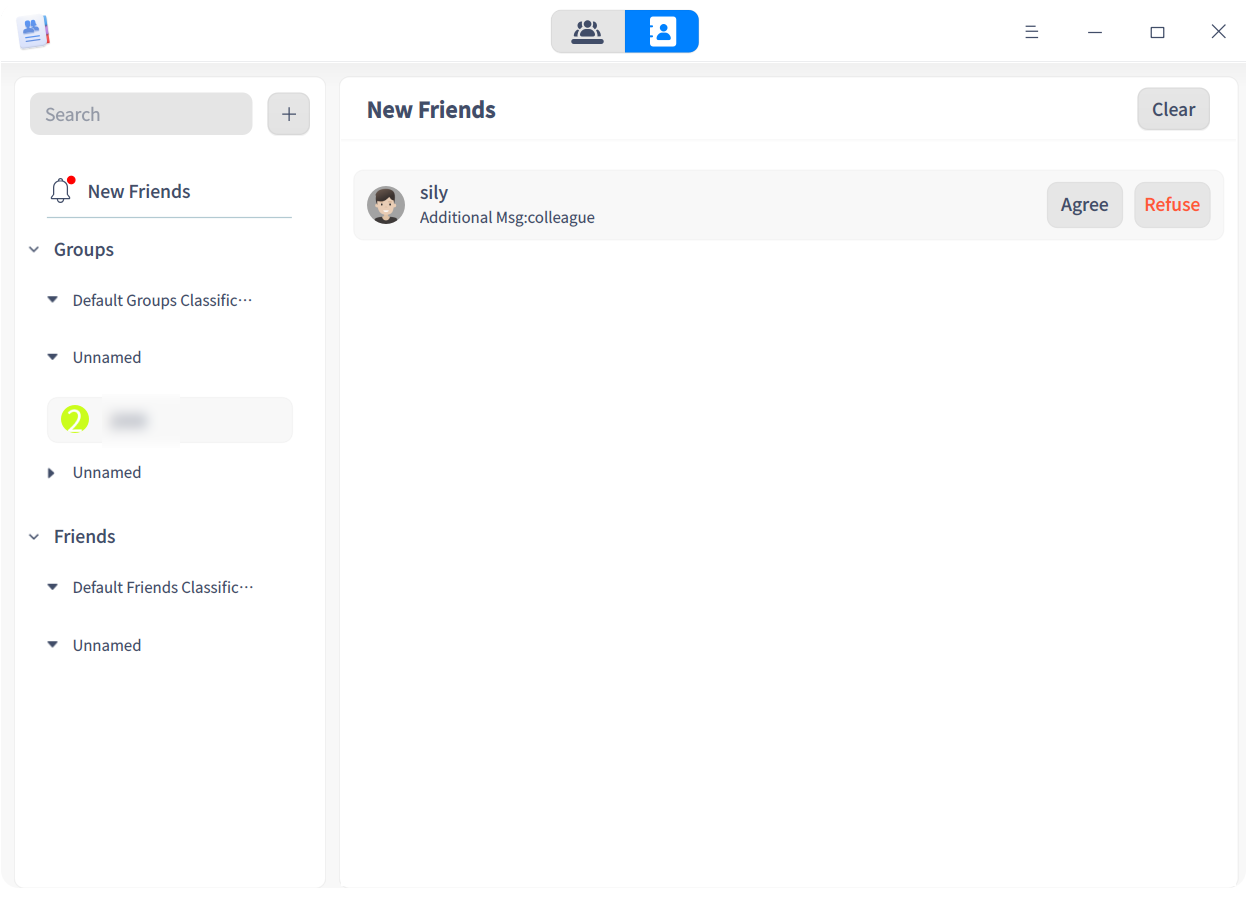 Search
New Friends
Groups
Default Groups Classific···
Unnamed
2
Unnamed
Friends
Default Friends Classific···
Unnamed
New Friends
Clear
sily
Additional Msg:colleague
Agree
Refuse